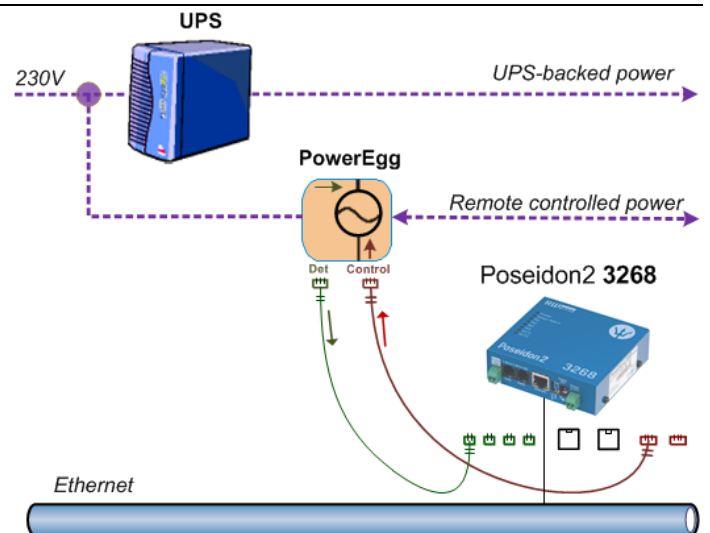 UPS
230V
UPS-backed power
PowerEgg
Remote controlled power
Det
Control
Poseidon2 3268
Poseidon2
3268
Ethernet